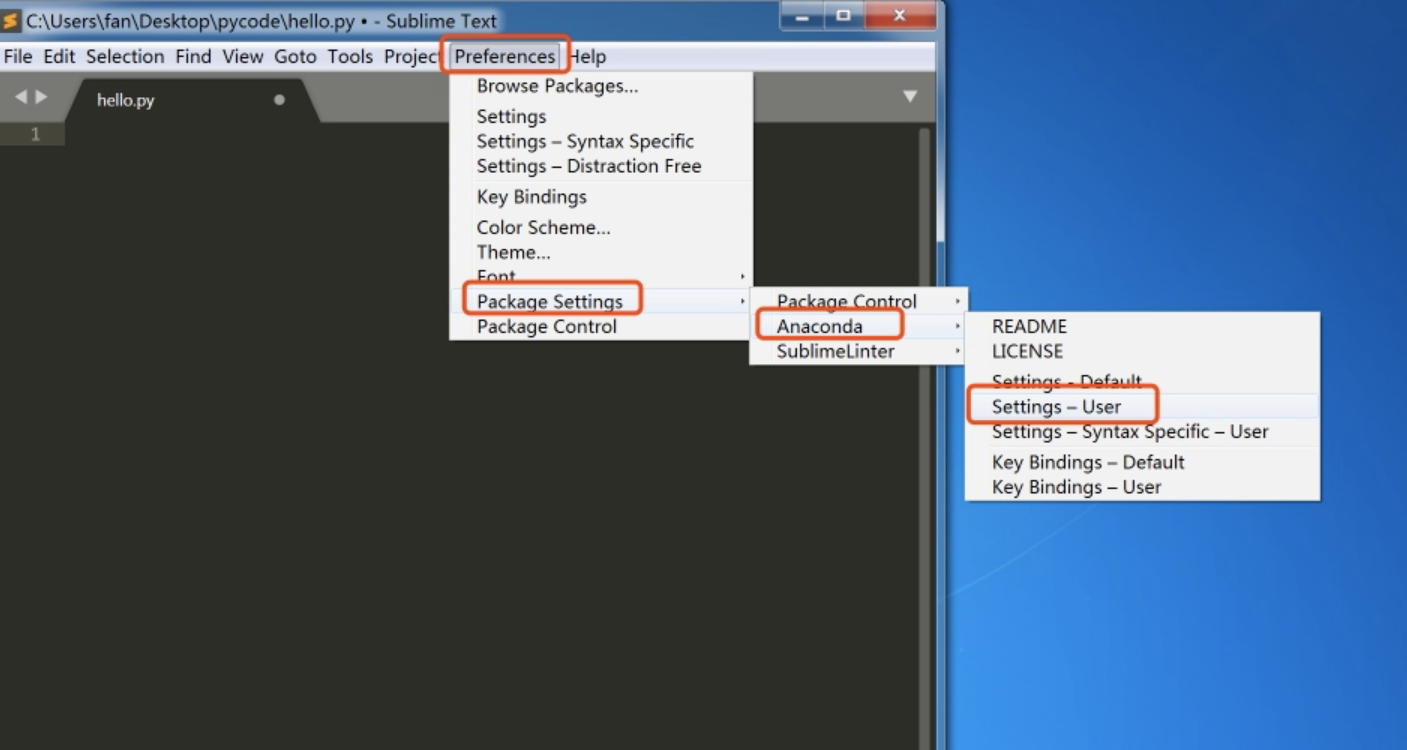 C:\Users\fan\Desktop\pycode\hello.py • - Sublime Text
File Edit Selection Find View Goto Tools Project Preferences Help
hello.py
1
Browse Packages...
Settings
Settings – Syntax Specific
Settings – Distraction Free
Key Bindings
Color Scheme...
Theme...
Font
Package Settings
Package Control
Package Control
Anaconda
SublimeLinter
README
LICENSE
Settings - Default
Settings – User
Settings – Syntax Specific – User
Key Bindings – Default
Key Bindings – User